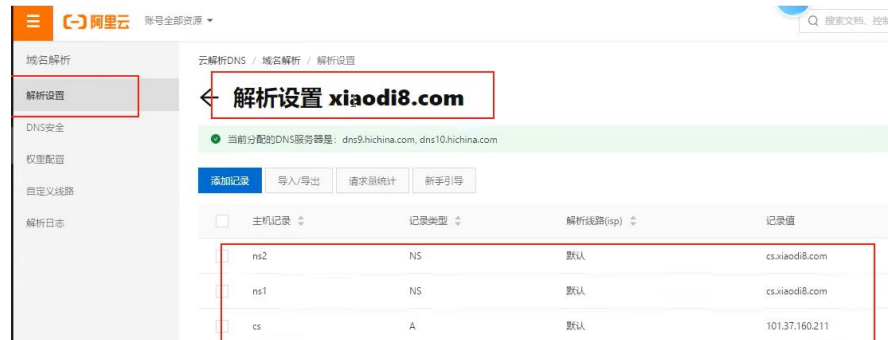 阿里云 账号全部资源
搜索文档、控制
域名解析
解析设置
DNS安全
权重配置
自定义线路
解析日志
云解析DNS / 域名解析 / 解析设置
← 解析设置 xiaodi8.com
当前分配的DNS服务器是: dns9.hichina.com, dns10.hichina.com
添加记录 导入/导出 请求量统计 新手引导
主机记录 记录类型 解析线路(isp) 记录值
ns2 NS 默认 cs.xiaodi8.com
ns1 NS 默认 cs.xiaodi8.com
cs A 默认 101.37.160.211